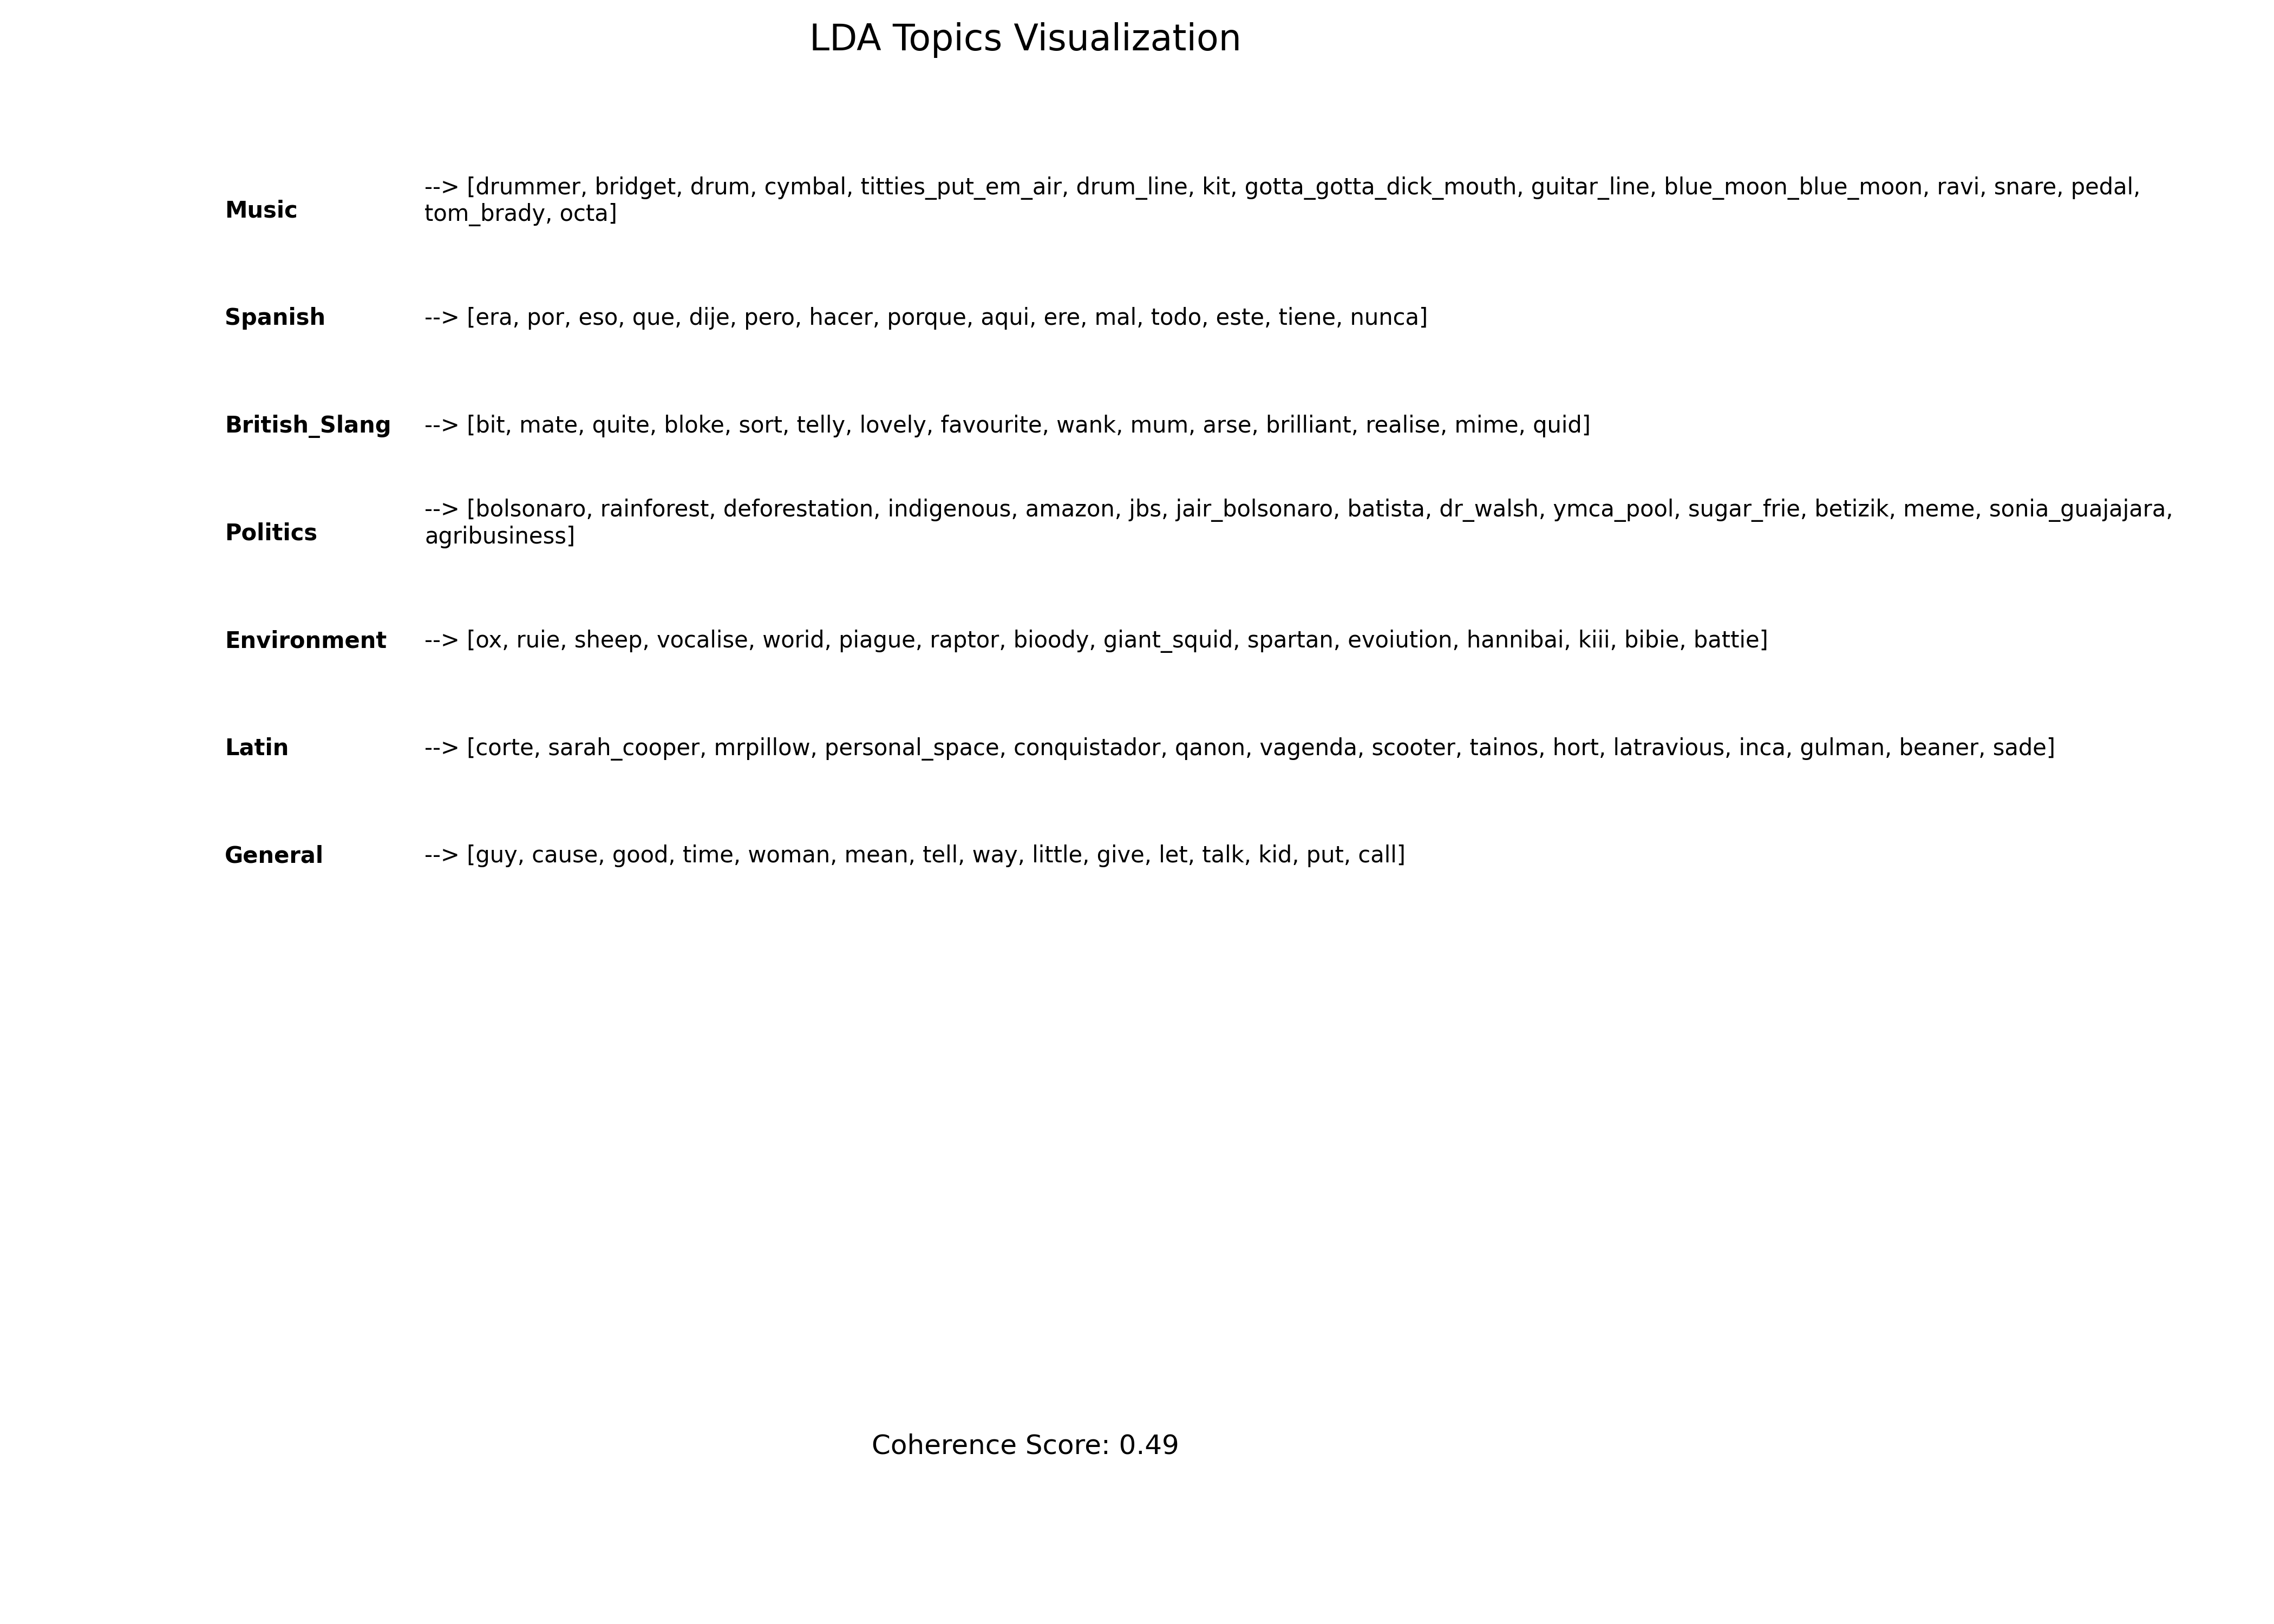 LDA Topics Visualization
--> [drummer, bridget, drum, cymbal, titties_put_em_air, drum_line, kit, gotta_gotta_dick_mouth, guitar_line, blue_moon_blue_moon, ravi, snare, pedal,
Music
tom_brady, octa]
Spanish --> [era, por, eso, que, dije, pero, hacer, porque, aqui, ere, mal, todo, este, tiene, nunca]
British_Slang --> [bit, mate, quite, bloke, sort, telly, lovely, favourite, wank, mum, arse, brilliant, realise, mime, quid]
--> [bolsonaro, rainforest, deforestation, indigenous, amazon, jbs, jair_bolsonaro, batista, dr_walsh, ymca_pool, sugar_frie, betizik, meme, sonia_guajajara,
Politics
agribusiness]
Environment --> [ox, ruie, sheep, vocalise, worid, piague, raptor, bioody, giant_squid, spartan, evoiution, hannibai, kiii, bibie, battie]
Latin --> [corte, sarah_cooper, mrpillow, personal_space, conquistador, qanon, vagenda, scooter, tainos, hort, latravious, inca, gulman, beaner, sade]
General --> [guy, cause, good, time, woman, mean, tell, way, little, give, let, talk, kid, put, call]
Coherence Score: 0.49